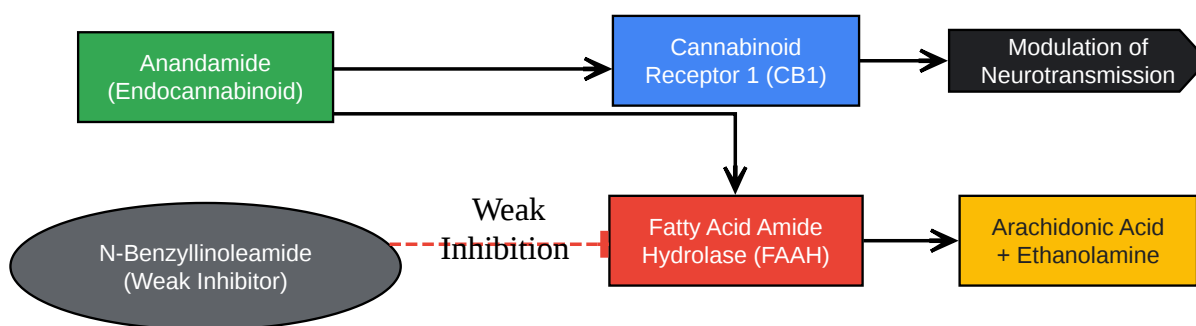 Anandamide
(Endocannabinoid)
Cannabinoid
Receptor 1 (CB1)
Modulation of
Neurotransmission
N-Benzyllinoleamide
(Weak Inhibitor)
Weak
Inhibition
Fatty Acid Amide
Hydrolase (FAAH)
Arachidonic Acid
+ Ethanolamine